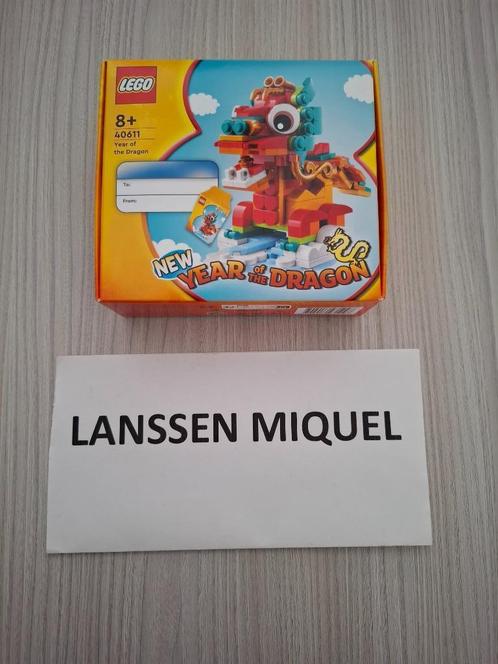 LEGO
8+
40611
Year of
the Dragon
To:
From:
NEW
YEAR of THE DRAGON
LANSSEN MIQUEL